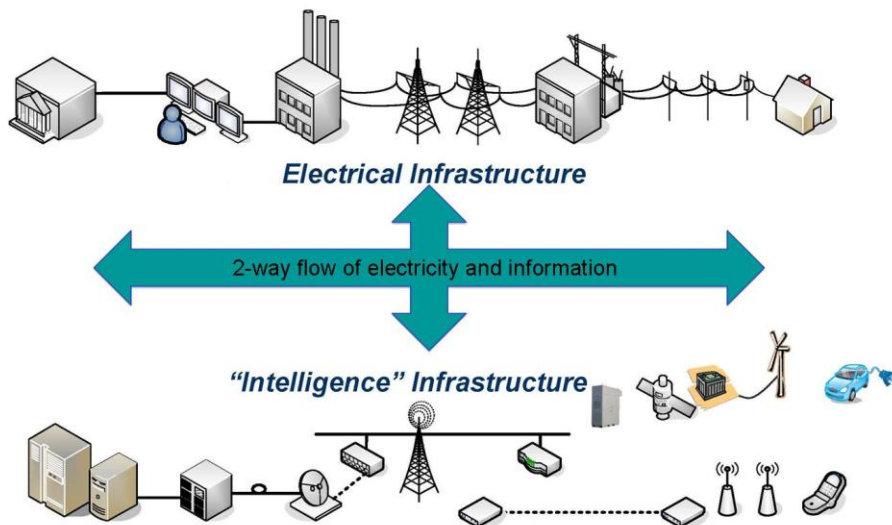 Electrical Infrastructure
2-way flow of electricity and information
“Intelligence” Infrastructure